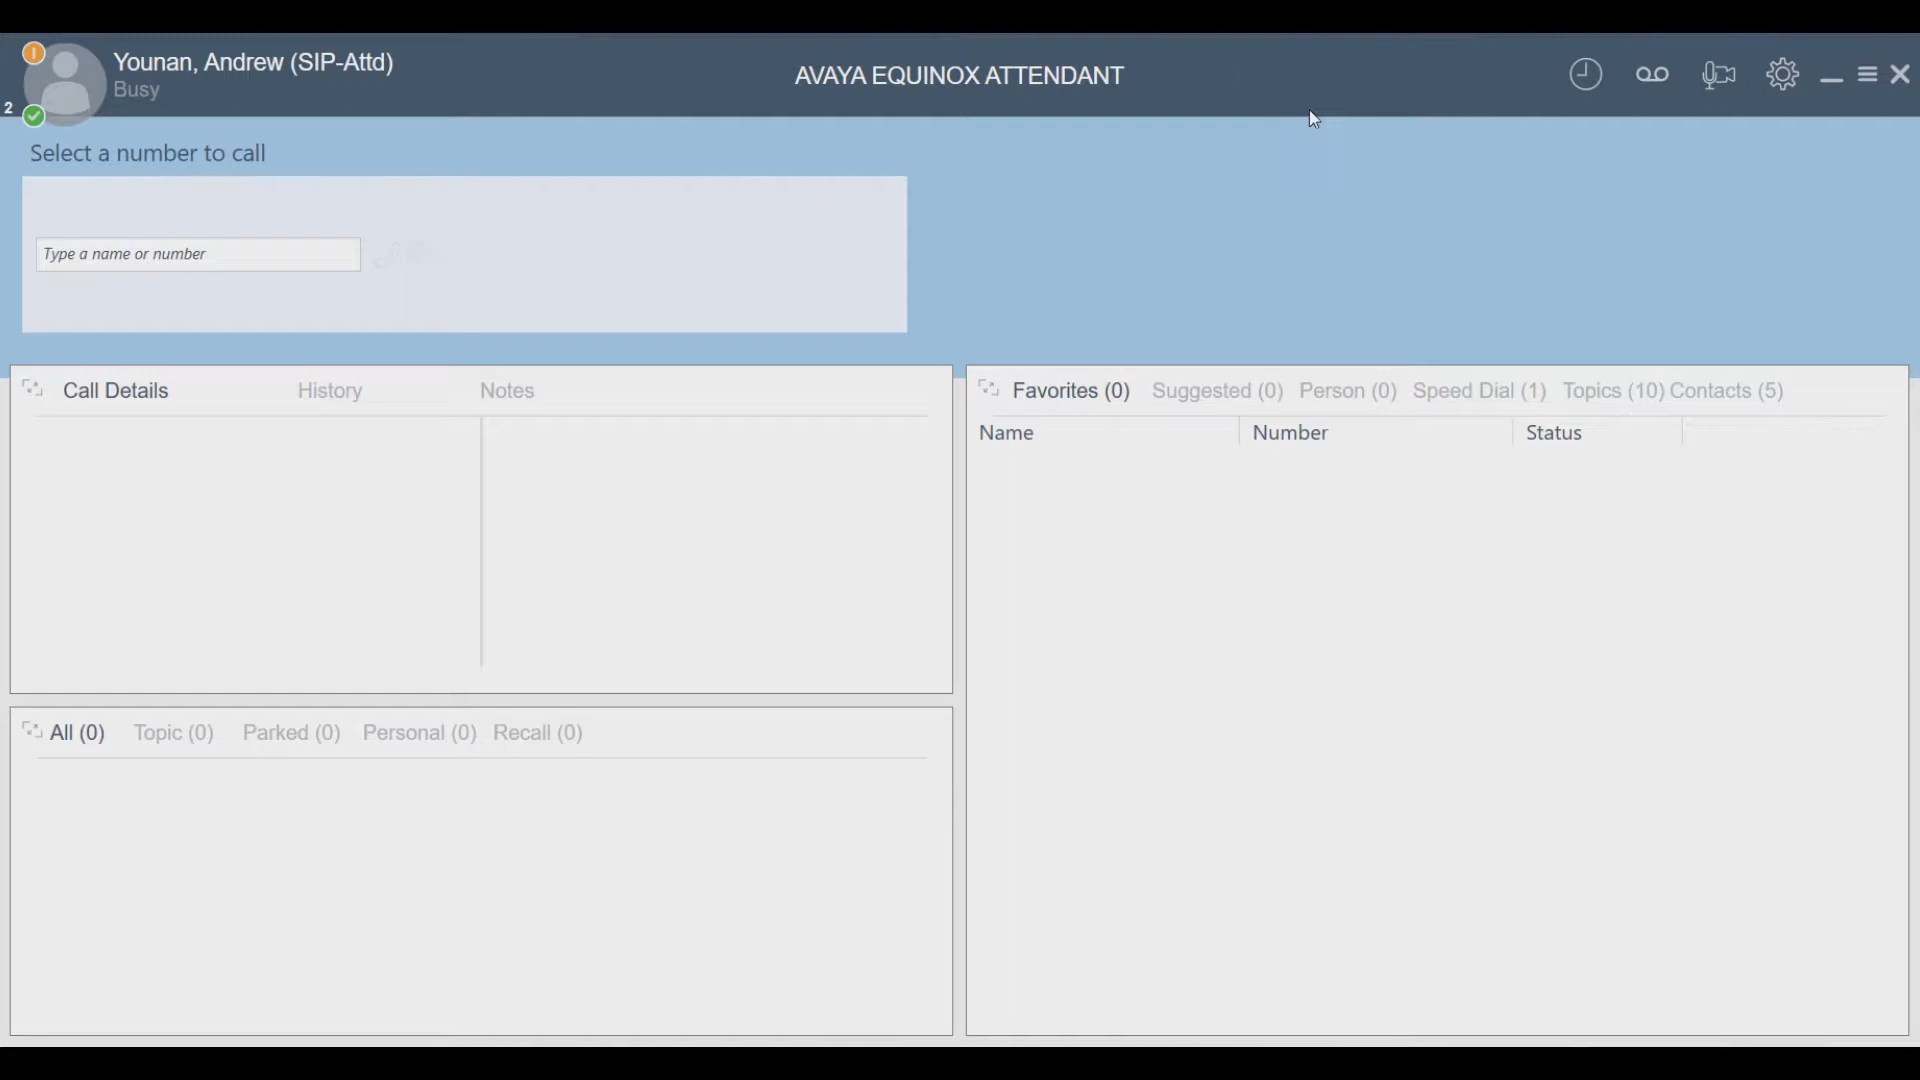 Younan, Andrew (SIP-Attd)
Busy
2
AVAYA EQUINOX ATTENDANT
Select a number to call
Type a name or number
Call Details History Notes
Favorites (0) Suggested (0) Person (0) Speed Dial (1) Topics (10) Contacts (5)
Name Number Status
All (0) Topic (0) Parked (0) Personal (0) Recall (0)